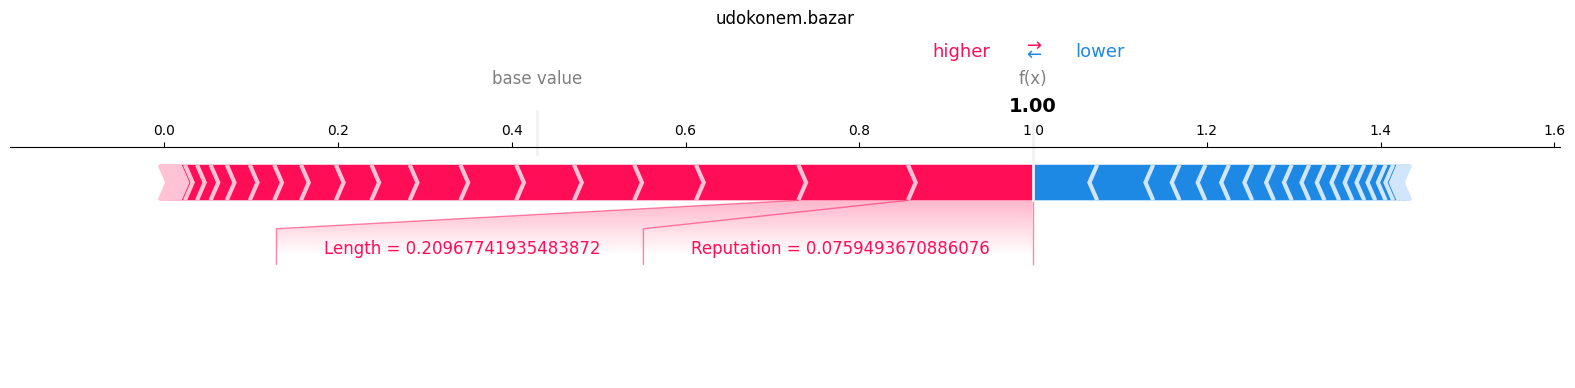 udokonem.bazar
higher ⇄ lower
base value f(x)
1.00
0.0 0.2 0.4 0.6 0.8 1.0 1.2 1.4 1.6
Length = 0.20967741935483872 Reputation = 0.0759493670886076